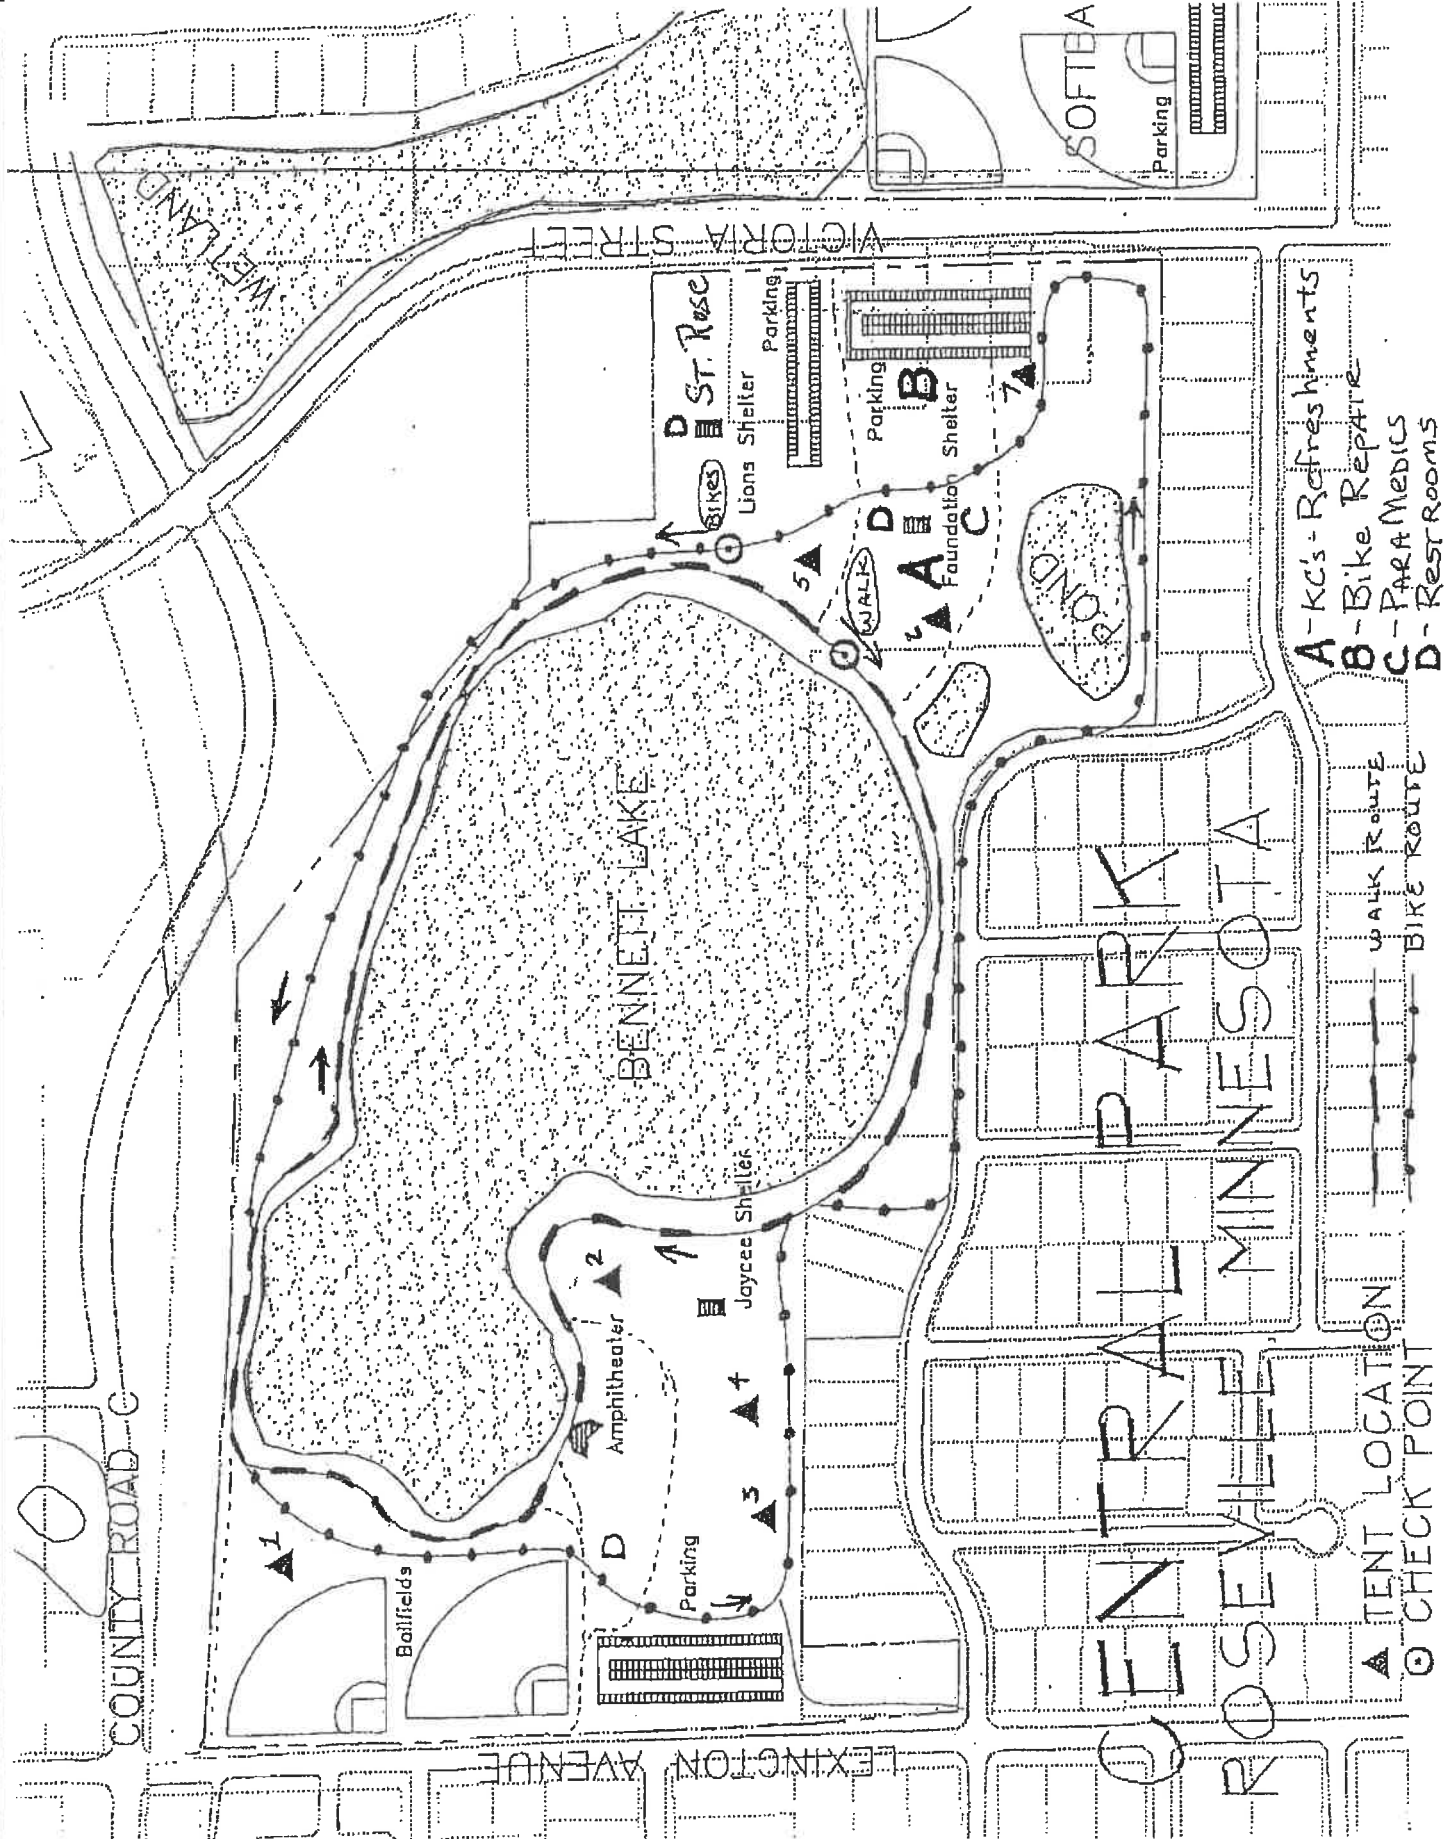 COUNTY ROAD C
WETLAND
VICTORIA STREET
SOFTBA
Parking
LEXINGTON AVENUE
Ballfields
1
D
Parking
Amphitheater
2
3
4
Jaycee Shelter
BENNETT LAKE
D
ST. Rose
BIKES
Lions Shelter
Parking
5
WALK
D
A
C
Foundation Shelter
Parking
B
7
POND
CENTRAL PARK
ROSEVILLE MINNESOTA
TENT LOCATION
CHECK POINT
WALK ROUTE
BIKE ROUTE
A - KC's - Refreshments
B - Bike RepAIR
C - PARAMedics
D - Rest Rooms